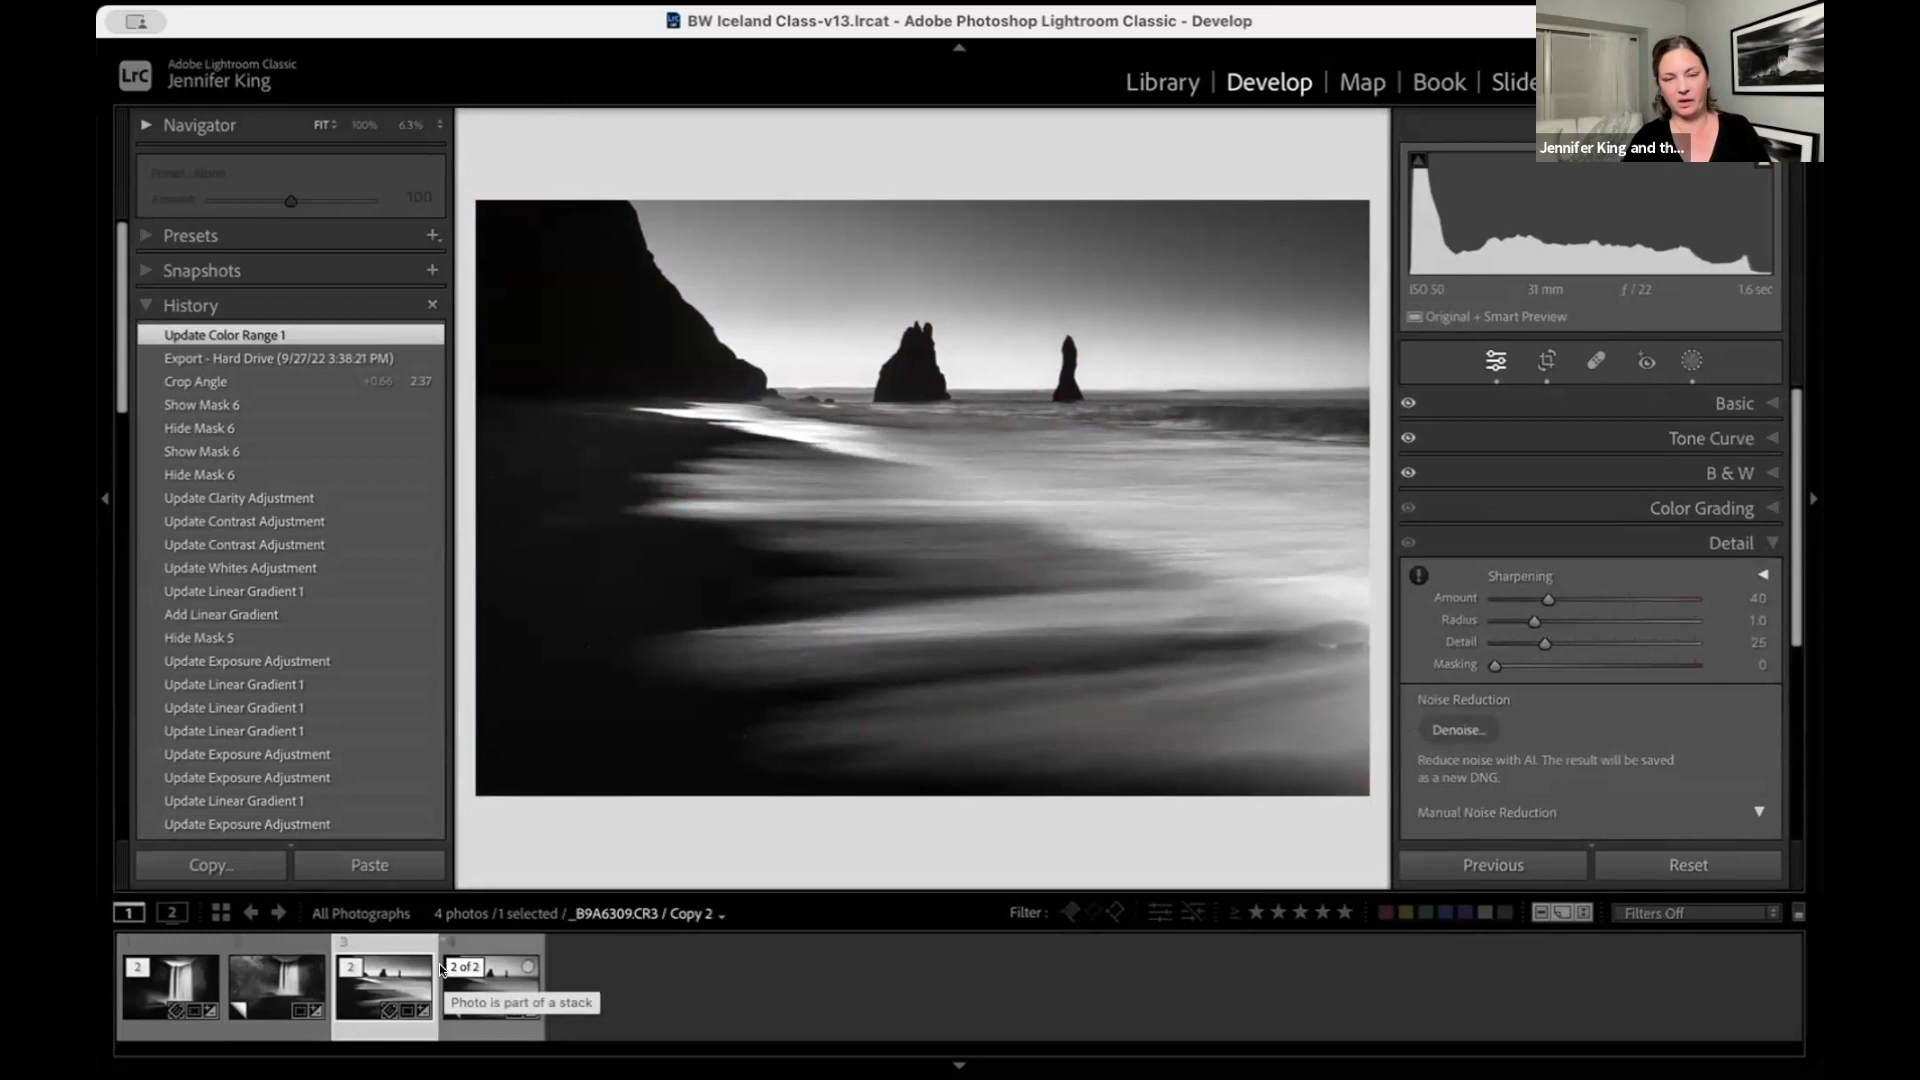 BW Iceland Class-v13.lrcat - Adobe Photoshop Lightroom Classic - Develop
LrC
Adobe Lightroom Classic
Jennifer King
Library | Develop | Map | Book | Slide
Jennifer King and th...
Navigator FIT 100% 6.3%
Preset: None
Amount 100
Presets
Snapshots
History
Update Color Range 1
Export - Hard Drive (9/27/22 3:38:21 PM)
Crop Angle +0.66 2.37
Show Mask 6
Hide Mask 6
Show Mask 6
Hide Mask 6
Update Clarity Adjustment
Update Contrast Adjustment
Update Contrast Adjustment
Update Whites Adjustment
Update Linear Gradient 1
Add Linear Gradient
Hide Mask 5
Update Exposure Adjustment
Update Linear Gradient 1
Update Linear Gradient 1
Update Linear Gradient 1
Update Exposure Adjustment
Update Exposure Adjustment
Update Linear Gradient 1
Update Exposure Adjustment
Copy... Paste
ISO 50 31 mm ƒ / 22 1.6 sec
Original + Smart Preview
Basic
Tone Curve
B & W
Color Grading
Detail
Sharpening
Amount 40
Radius 1.0
Detail 25
Masking 0
Noise Reduction
Denoise...
Reduce noise with AI. The result will be saved
as a new DNG.
Manual Noise Reduction
Previous Reset
1 2 All Photographs 4 photos /1 selected /_B9A6309.CR3 / Copy 2
Filter : ≥ Filters Off
1 2 3 4
2 2 2 of 2
Photo is part of a stack